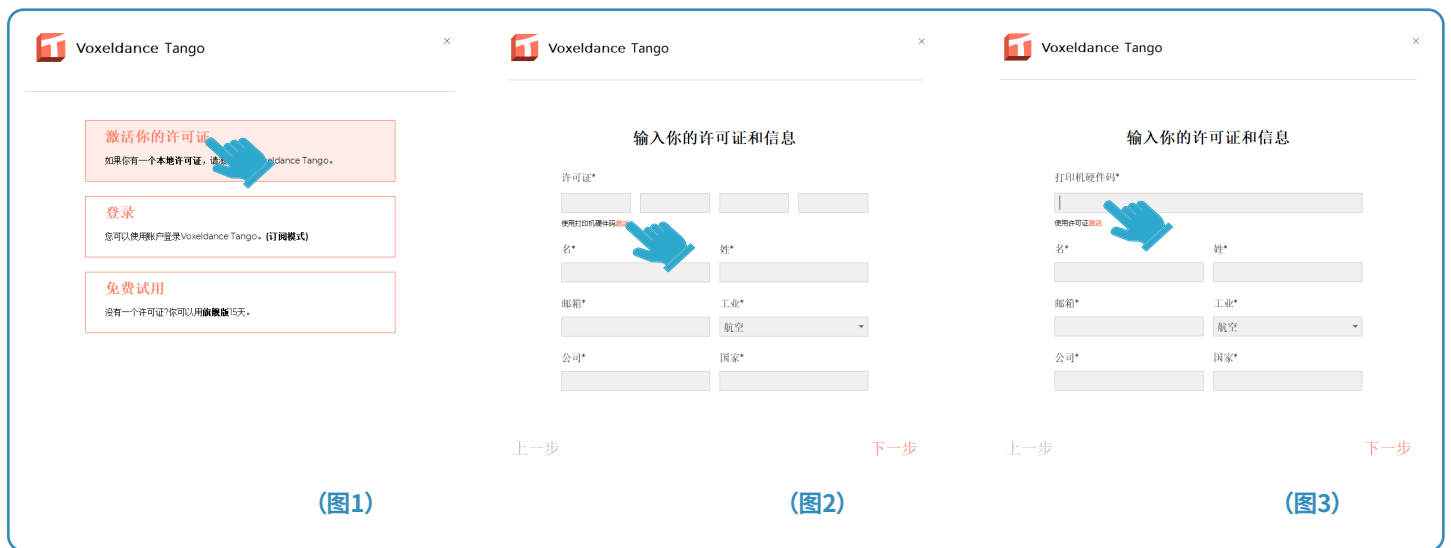 Voxeldance Tango
×
激活你的许可证
如果你有一个本地许可证，请激 eldance Tango。
登录
您可以使用账户登录Voxeldance Tango。(订阅模式)
免费试用
没有一个许可证?你可以用旗舰版15天。
(图1)
Voxeldance Tango
×
输入你的许可证和信息
许可证*
使用打印机硬件码激活
名* 姓*
邮箱* 工业*
航空
公司* 国家*
上一步 下一步
(图2)
Voxeldance Tango
×
输入你的许可证和信息
打印机硬件码*
使用许可证激活
名* 姓*
邮箱* 工业*
航空
公司* 国家*
上一步 下一步
(图3)